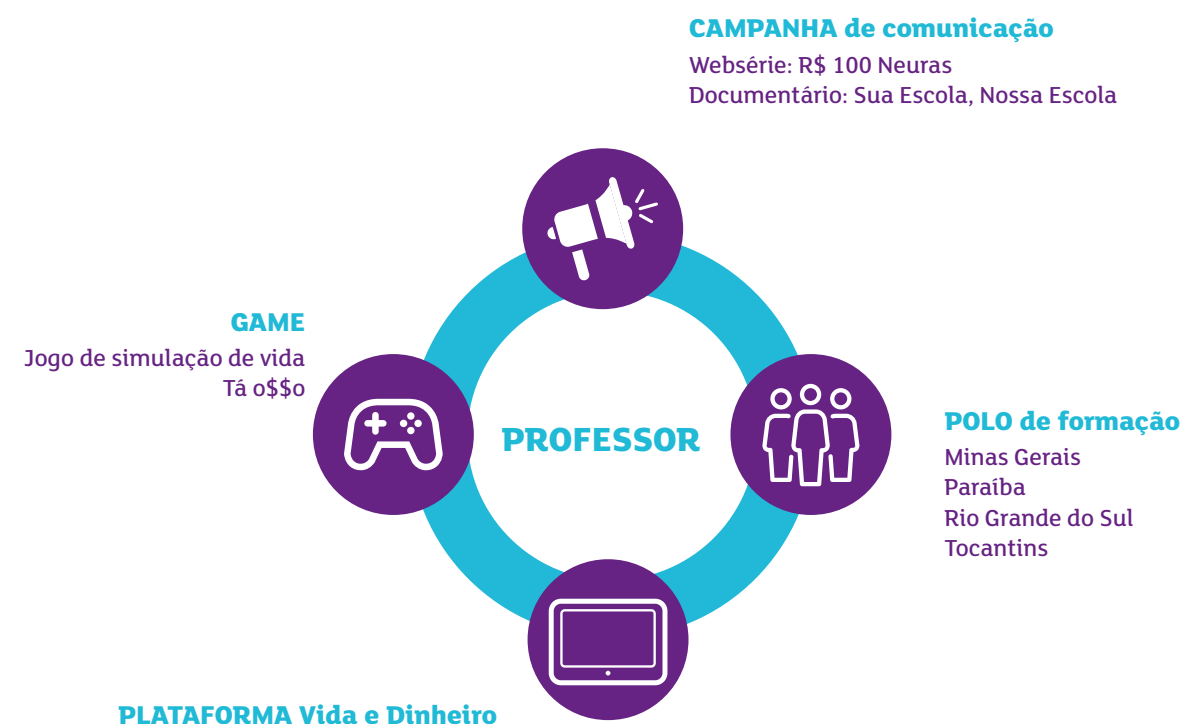 CAMPANHA de comunicação
Websérie: R$ 100 Neuras
Documentário: Sua Escola, Nossa Escola
GAME
Jogo de simulação de vida
Tá o$$o
PROFESSOR
POLO de formação
Minas Gerais
Paraíba
Rio Grande do Sul
Tocantins
PLATAFORMA Vida e Dinheiro